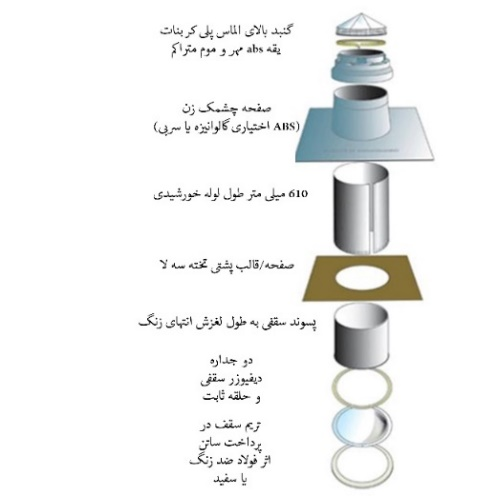 گنبد بالای الماس پلی کربنات
یقه abs مهر و موم متراکم
صفحه چشمک زن
(ABS اختیاری گالوانیزه یا سربی)
610 میلی متر طول لوله خورشیدی
صفحه/قالب پشتی تخته سه لا
پسوند سقفی به طول لغزش انتهای زنگ
دو جداره
دیفیوزر سقفی
و حلقه ثابت
تریم سقف در
پرداخت ساتن
اثر فولاد ضد زنگ
یا سفید